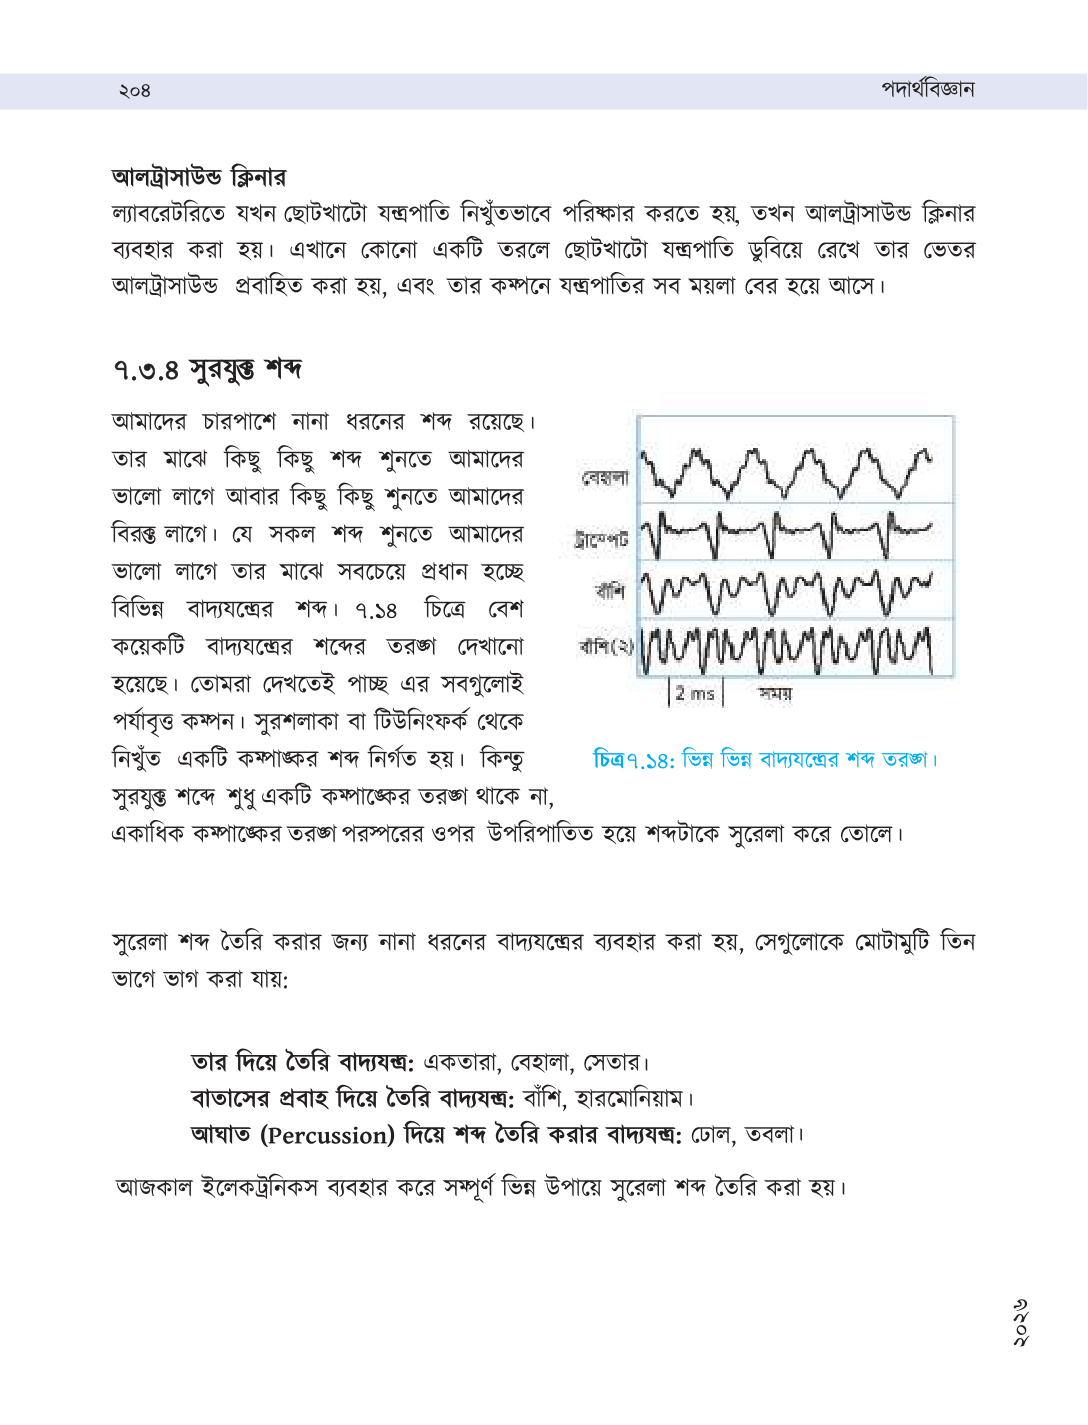 ২০৪
পদার্থবিজ্ঞান
আলট্রাসাউন্ড ক্লিনার
ল্যাবরেটরিতে যখন ছোটখাটো যন্ত্রপাতি নিখুঁতভাবে পরিষ্কার করতে হয়, তখন আলট্রাসাউন্ড ক্লিনার
ব্যবহার করা হয়। এখানে কোনো একটি তরলে ছোটখাটো যন্ত্রপাতি ডুবিয়ে রেখে তার ভেতর
আলট্রাসাউন্ড প্রবাহিত করা হয়, এবং তার কম্পনে যন্ত্রপাতির সব ময়লা বের হয়ে আসে।
৭.৩.৪ সুরযুক্ত শব্দ
আমাদের চারপাশে নানা ধরনের শব্দ রয়েছে।
তার মাঝে কিছু কিছু শব্দ শুনতে আমাদের
ভালো লাগে আবার কিছু কিছু শুনতে আমাদের
বিরক্ত লাগে। যে সকল শব্দ শুনতে আমাদের
ভালো লাগে তার মাঝে সবচেয়ে প্রধান হচ্ছে
বিভিন্ন বাদ্যযন্ত্রের শব্দ। ৭.১৪ চিত্রে বেশ
কয়েকটি বাদ্যযন্ত্রের শব্দের তরঙ্গ দেখানো
হয়েছে। তোমরা দেখতেই পাচ্ছ এর সবগুলোই
পর্যাবৃত্ত কম্পন। সুরশলাকা বা টিউনিংফর্ক থেকে
নিখুঁত একটি কম্পাঙ্কর শব্দ নির্গত হয়। কিন্তু
সুরযুক্ত শব্দে শুধু একটি কম্পাঙ্কের তরঙ্গ থাকে না,
একাধিক কম্পাঙ্কের তরঙ্গ পরস্পরের ওপর উপরিপাতিত হয়ে শব্দটাকে সুরেলা করে তোলে।
বেহালা
ট্রাম্পেট
বাঁশি
বাঁশি(২)
2 ms
সময়
চিত্র৭.১৪: ভিন্ন ভিন্ন বাদ্যযন্ত্রের শব্দ তরঙ্গ।
সুরেলা শব্দ তৈরি করার জন্য নানা ধরনের বাদ্যযন্ত্রের ব্যবহার করা হয়, সেগুলোকে মোটামুটি তিন
ভাগে ভাগ করা যায়:
তার দিয়ে তৈরি বাদ্যযন্ত্র: একতারা, বেহালা, সেতার।
বাতাসের প্রবাহ দিয়ে তৈরি বাদ্যযন্ত্র: বাঁশি, হারমোনিয়াম।
আঘাত (Percussion) দিয়ে শব্দ তৈরি করার বাদ্যযন্ত্র: ঢোল, তবলা।
আজকাল ইলেকট্রনিকস ব্যবহার করে সম্পূর্ণ ভিন্ন উপায়ে সুরেলা শব্দ তৈরি করা হয়।
২০২৬